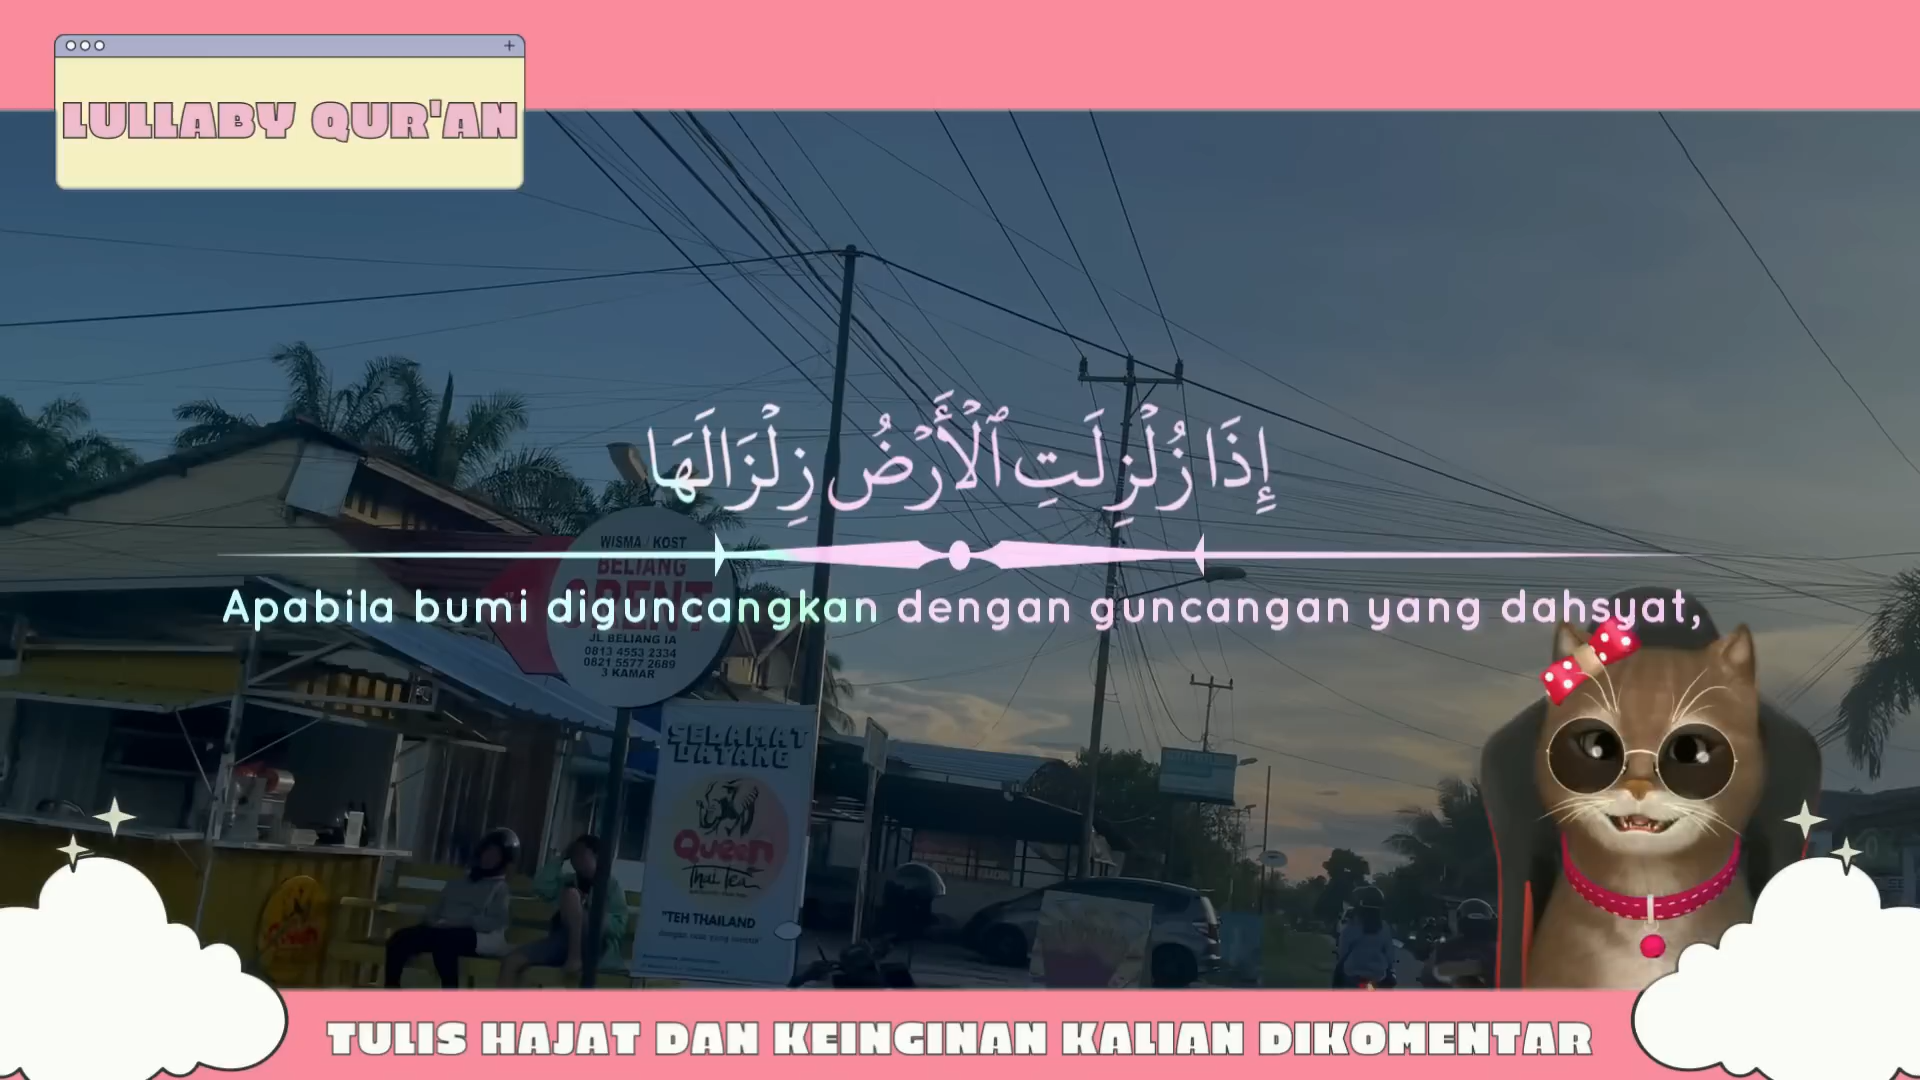 LULLABY QUR'AN
إِذَا زُلْزِلَتِ ٱلْأَرْضُ زِلْزَالَهَا
Apabila bumi diguncangkan dengan guncangan yang dahsyat,
WISMA / KOST
BELIANG
ORENT
JL BELIANG IA
0813 4553 2334
0821 5577 2689
3 KAMAR
SELAMAT
DATANG
Queen
Thai Tea
"TEH THAILAND
TULIS HAJAT DAN KEINGINAN KALIAN DIKOMENTAR